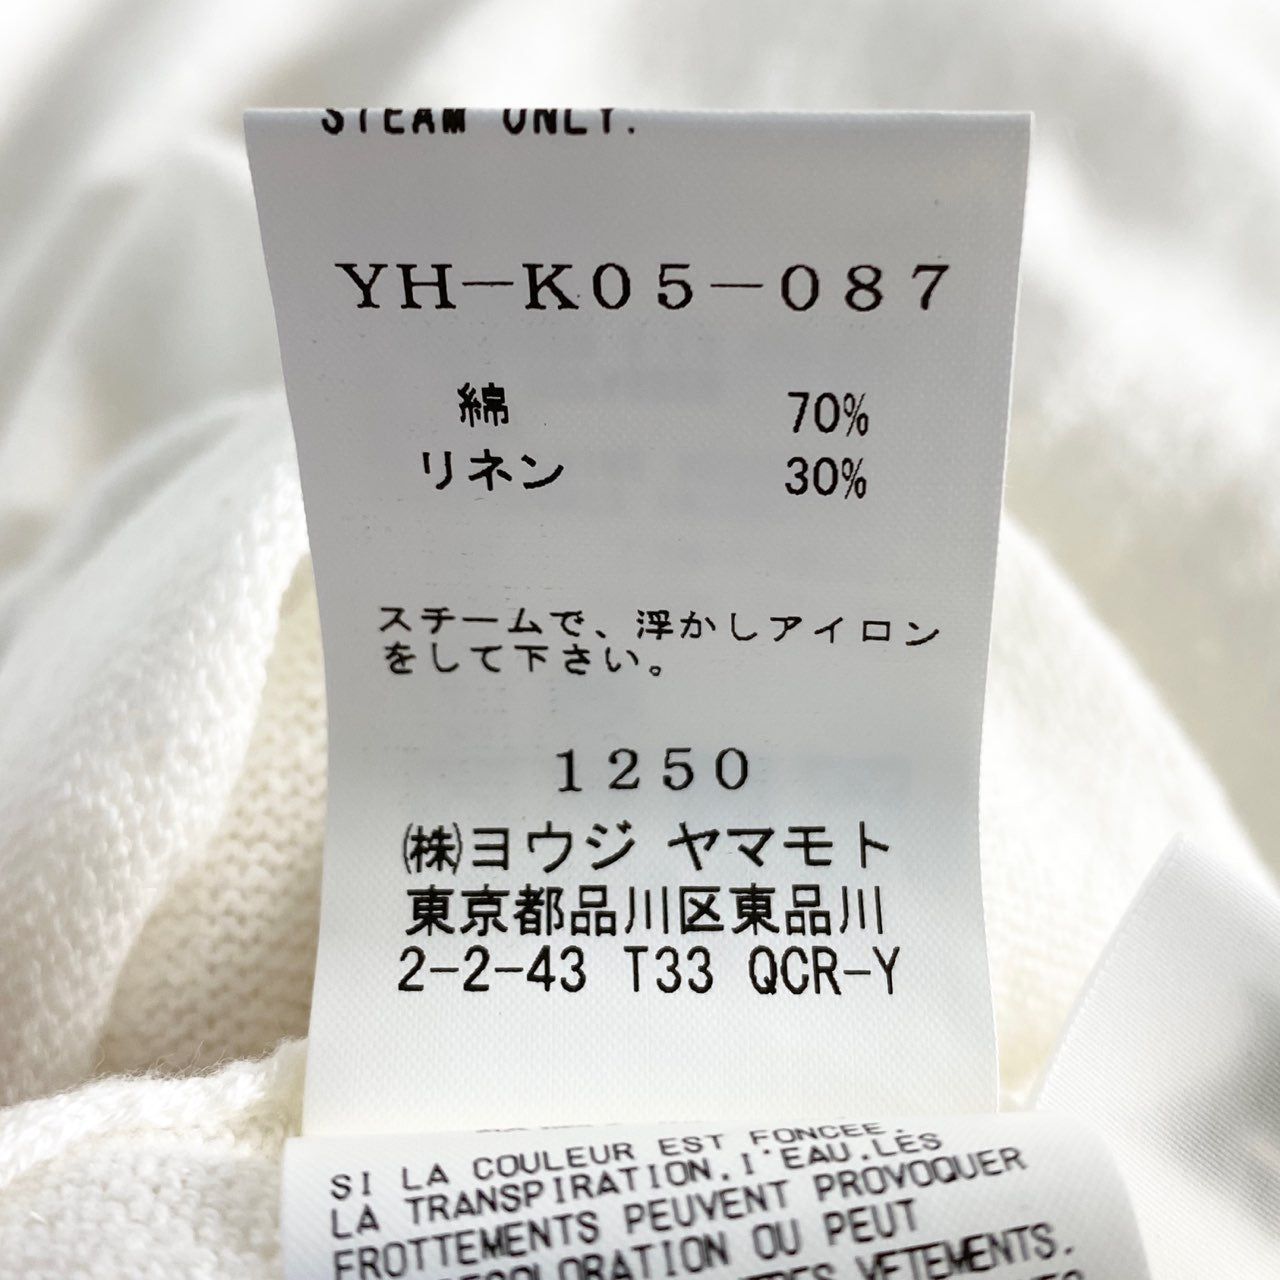 STEAM ONLY.
YH-K05-087
綿 70%
リネン 30%
スチームで、浮かしアイロン
をして下さい。
1250
㈱ヨウジ ヤマモト
東京都品川区東品川
2-2-43 T33 QCR-Y
SI LA COULEUR EST FONCEE.
LA TRANSPIRATION.I'EAU.LES
FROTTEMENTS PEUVENT PROVOQUER
OU PEUT
VETEMENTS.